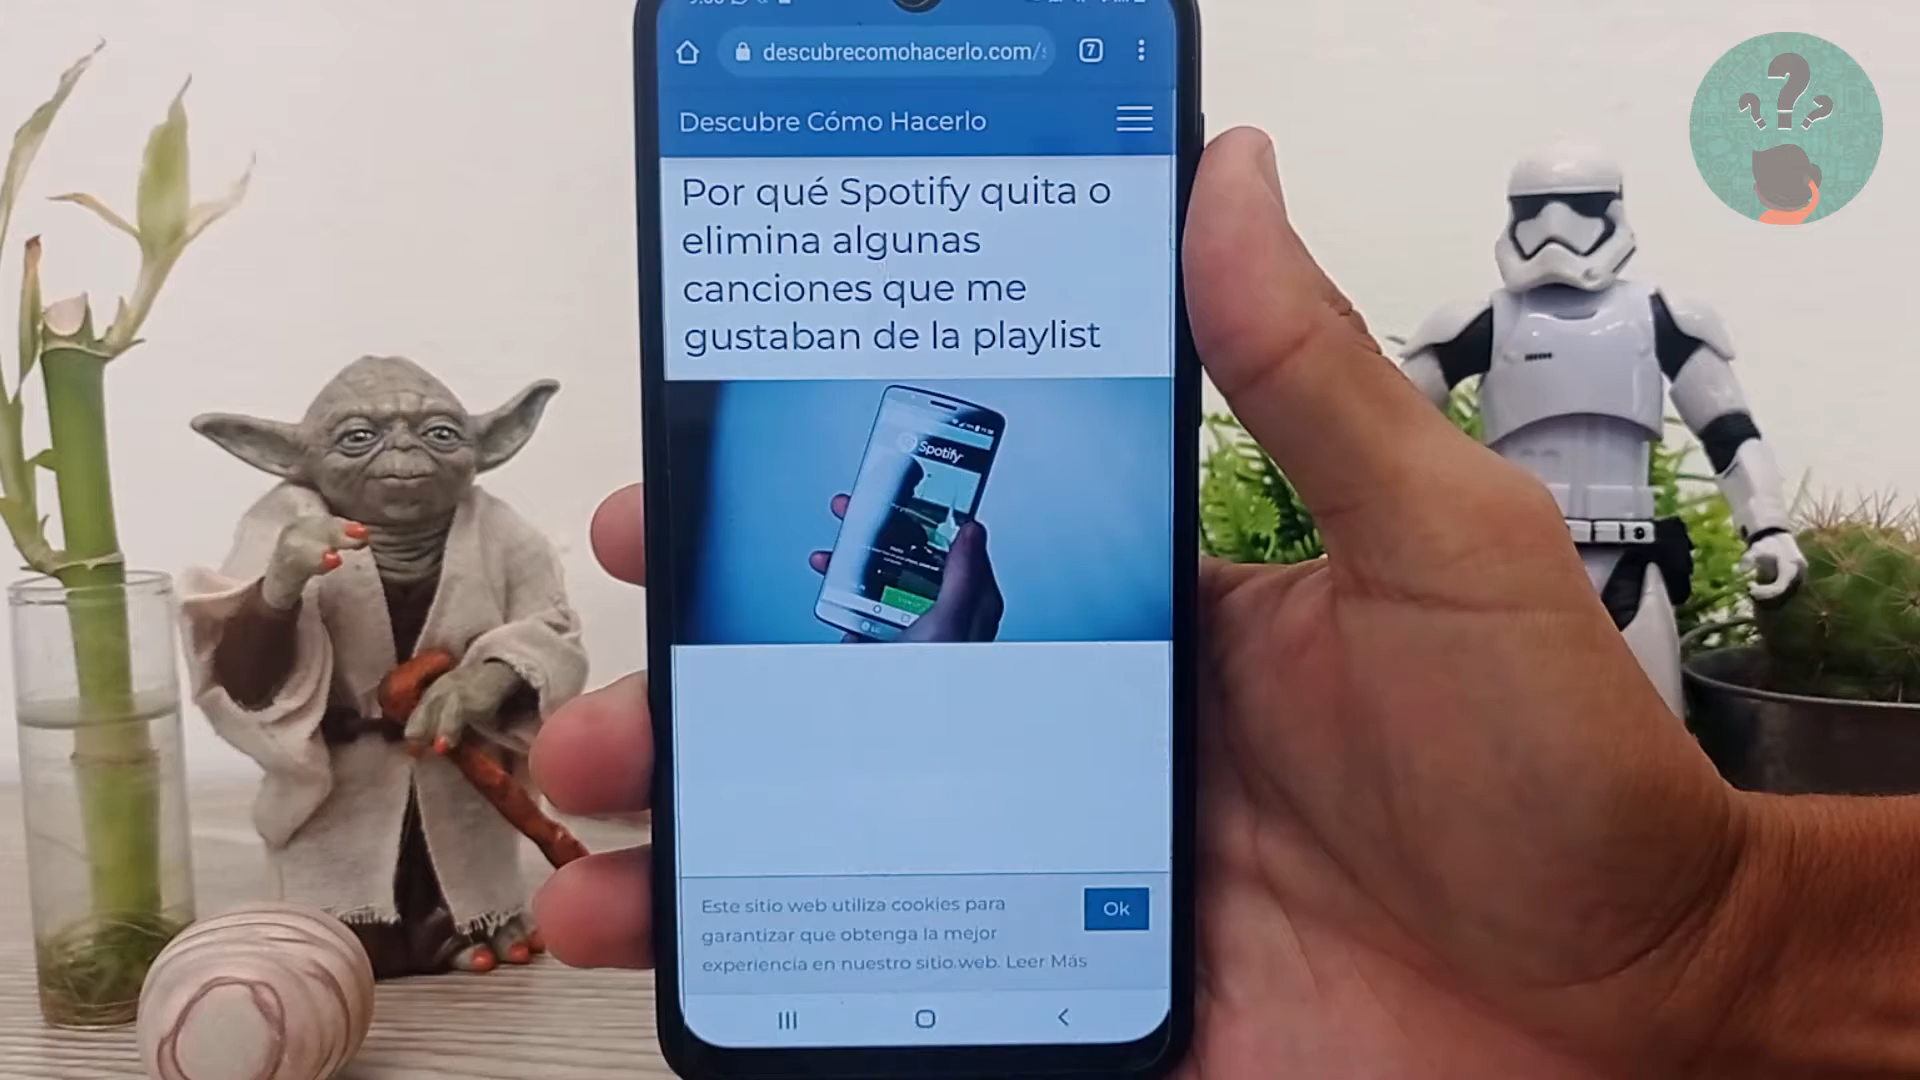 descubrecomohacerlo.com/s
7
Descubre Cómo Hacerlo
Por qué Spotify quita o
elimina algunas
canciones que me
gustaban de la playlist
Spotify
LG
Este sitio web utiliza cookies para
garantizar que obtenga la mejor
experiencia en nuestro sitio web. Leer Más
Ok